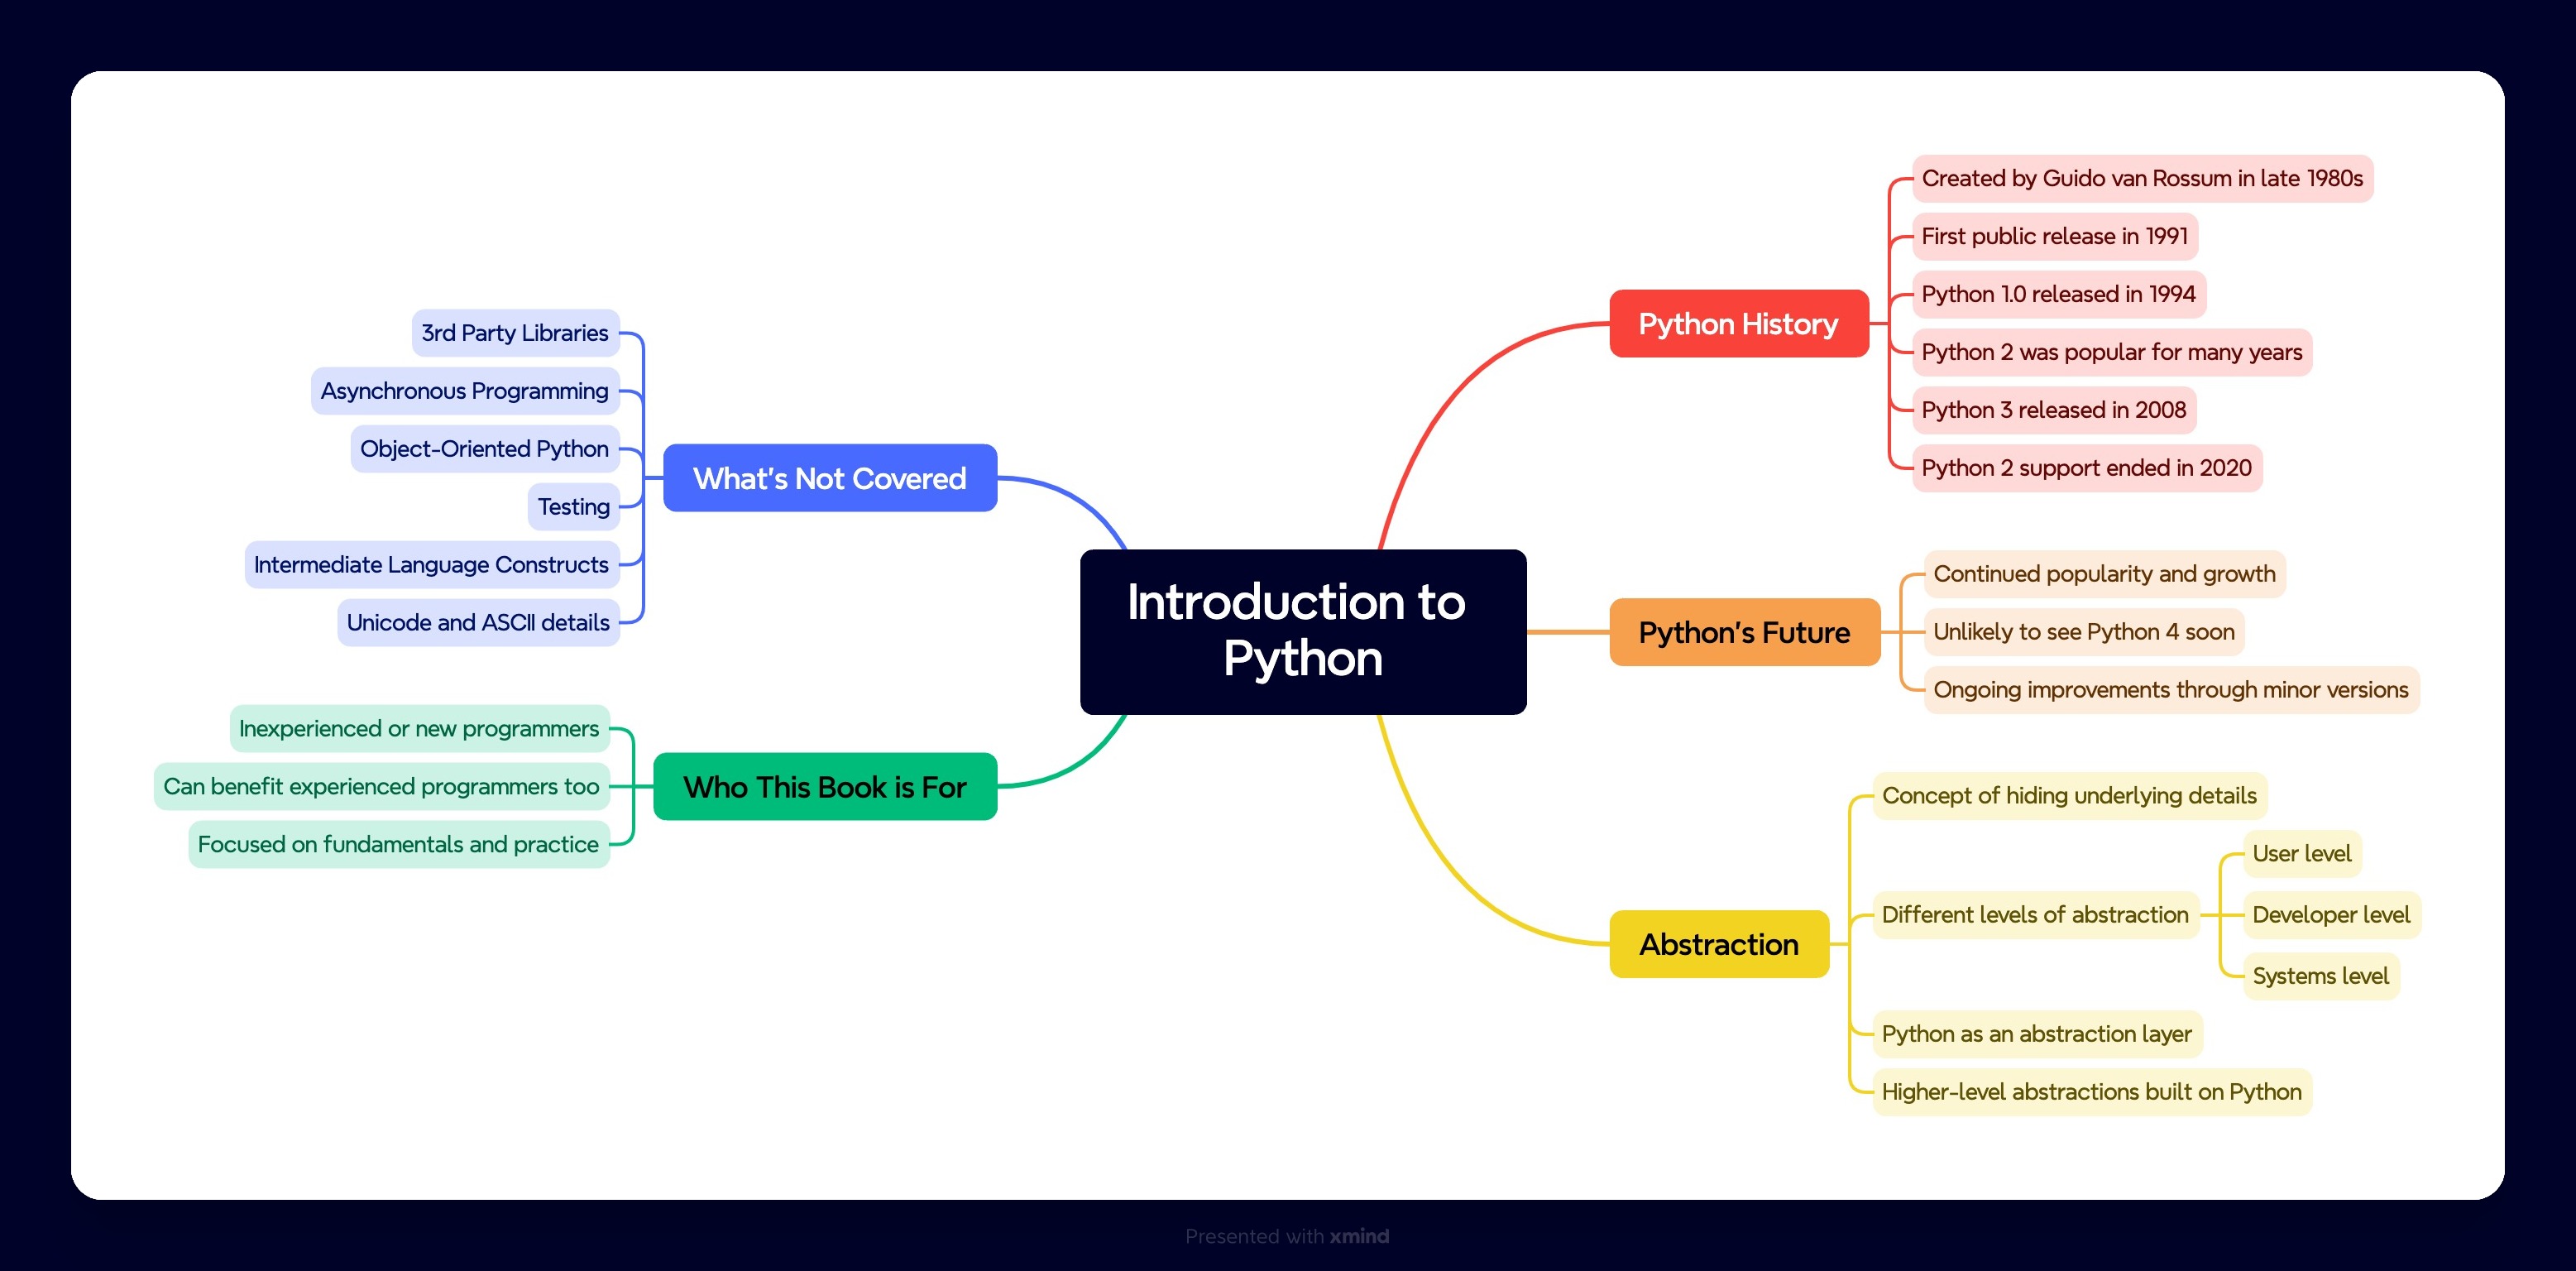 Introduction to
Python
Python History
Created by Guido van Rossum in late 1980s
First public release in 1991
Python 1.0 released in 1994
Python 2 was popular for many years
Python 3 released in 2008
Python 2 support ended in 2020
Python's Future
Continued popularity and growth
Unlikely to see Python 4 soon
Ongoing improvements through minor versions
Abstraction
Concept of hiding underlying details
Different levels of abstraction
User level
Developer level
Systems level
Python as an abstraction layer
Higher-level abstractions built on Python
What's Not Covered
3rd Party Libraries
Asynchronous Programming
Object-Oriented Python
Testing
Intermediate Language Constructs
Unicode and ASCII details
Who This Book is For
Inexperienced or new programmers
Can benefit experienced programmers too
Focused on fundamentals and practice
Presented with xmind